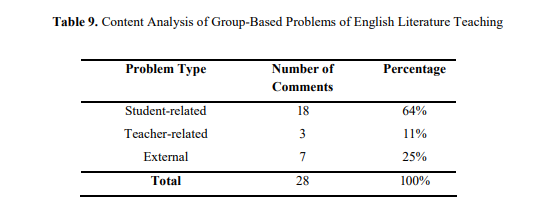 Table 9. Content Analysis of Group-Based Problems of English Literature Teaching
Problem Type Number of Comments Percentage
Student-related 18 64%
Teacher-related 3 11%
External 7 25%
Total 28 100%